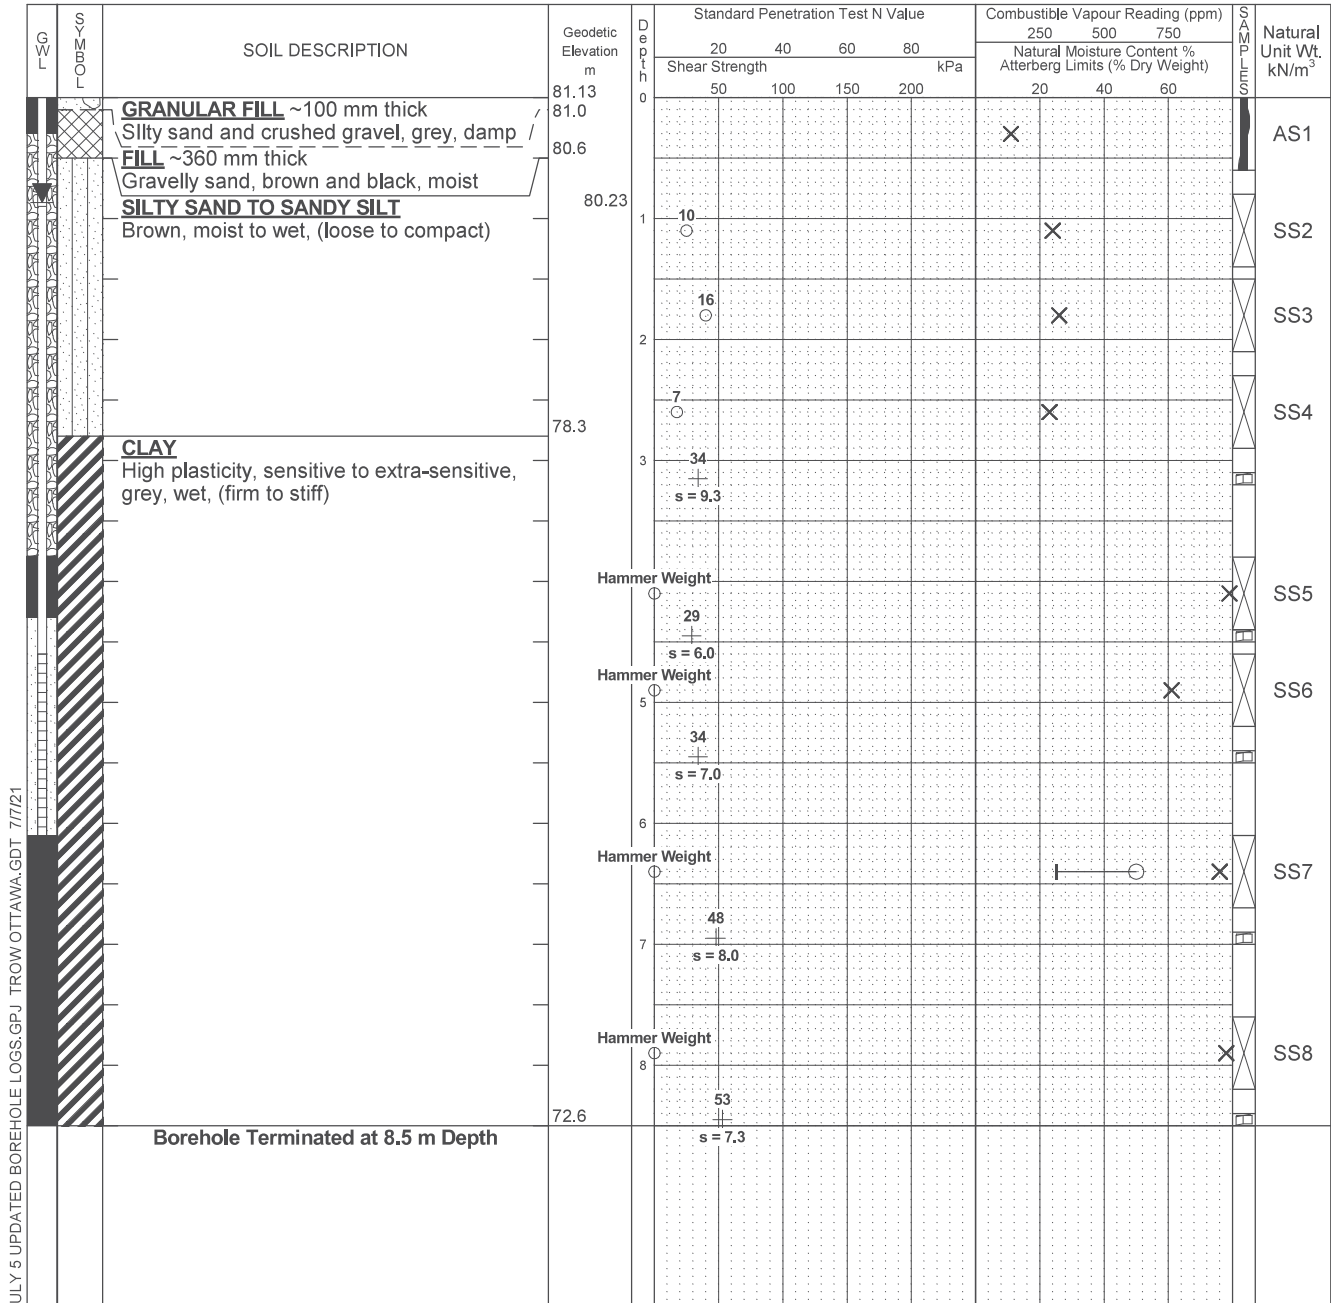 GWL
SYMBOL
SOIL DESCRIPTION
Geodetic
Elevation
m
Depth
Standard Penetration Test N Value
20 40 60 80
Shear Strength kPa
50 100 150 200
Combustible Vapour Reading (ppm)
250 500 750
Natural Moisture Content %
Atterberg Limits (% Dry Weight)
20 40 60
SAMPLES
Natural
Unit Wt.
kN/m³
81.13
0
GRANULAR FILL ~100 mm thick
81.0
SIlty sand and crushed gravel, grey, damp
AS1
80.6
FILL ~360 mm thick
Gravelly sand, brown and black, moist
80.23
SILTY SAND TO SANDY SILT
Brown, moist to wet, (loose to compact)
1
10
SS2
16
SS3
2
7
SS4
78.3
CLAY
High plasticity, sensitive to extra-sensitive,
grey, wet, (firm to stiff)
3
34
s = 9.3
Hammer Weight
SS5
29
s = 6.0
Hammer Weight
SS6
5
34
s = 7.0
6
Hammer Weight
SS7
48
7
s = 8.0
Hammer Weight
SS8
8
53
72.6
s = 7.3
Borehole Terminated at 8.5 m Depth
ULY 5 UPDATED BOREHOLE LOGS.GPJ TROW OTTAWA.GDT 7/7/21